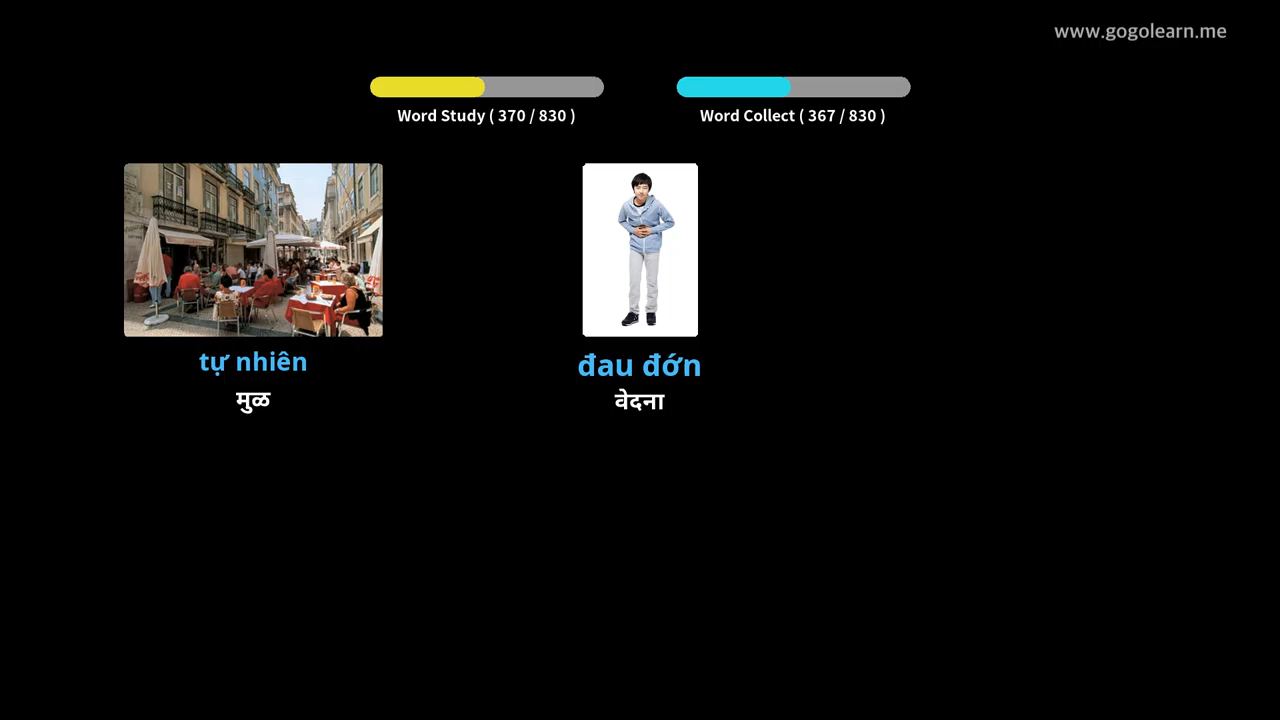 www.gogolearn.me
Word Study ( 370 / 830 )
Word Collect ( 367 / 830 )
tự nhiên
मुळ
đau đớn
वेदना